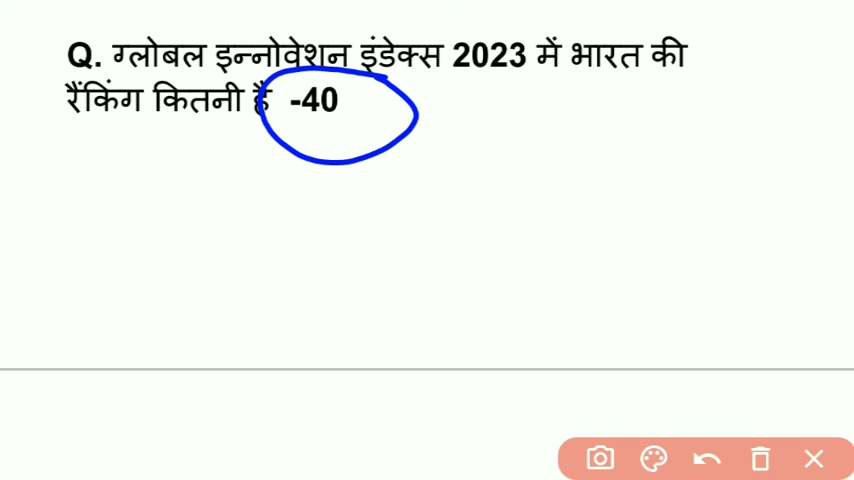 Q. ग्लोबल इन्नोवेशन इंडेक्स 2023 में भारत की
रैंकिंग कितनी है -40